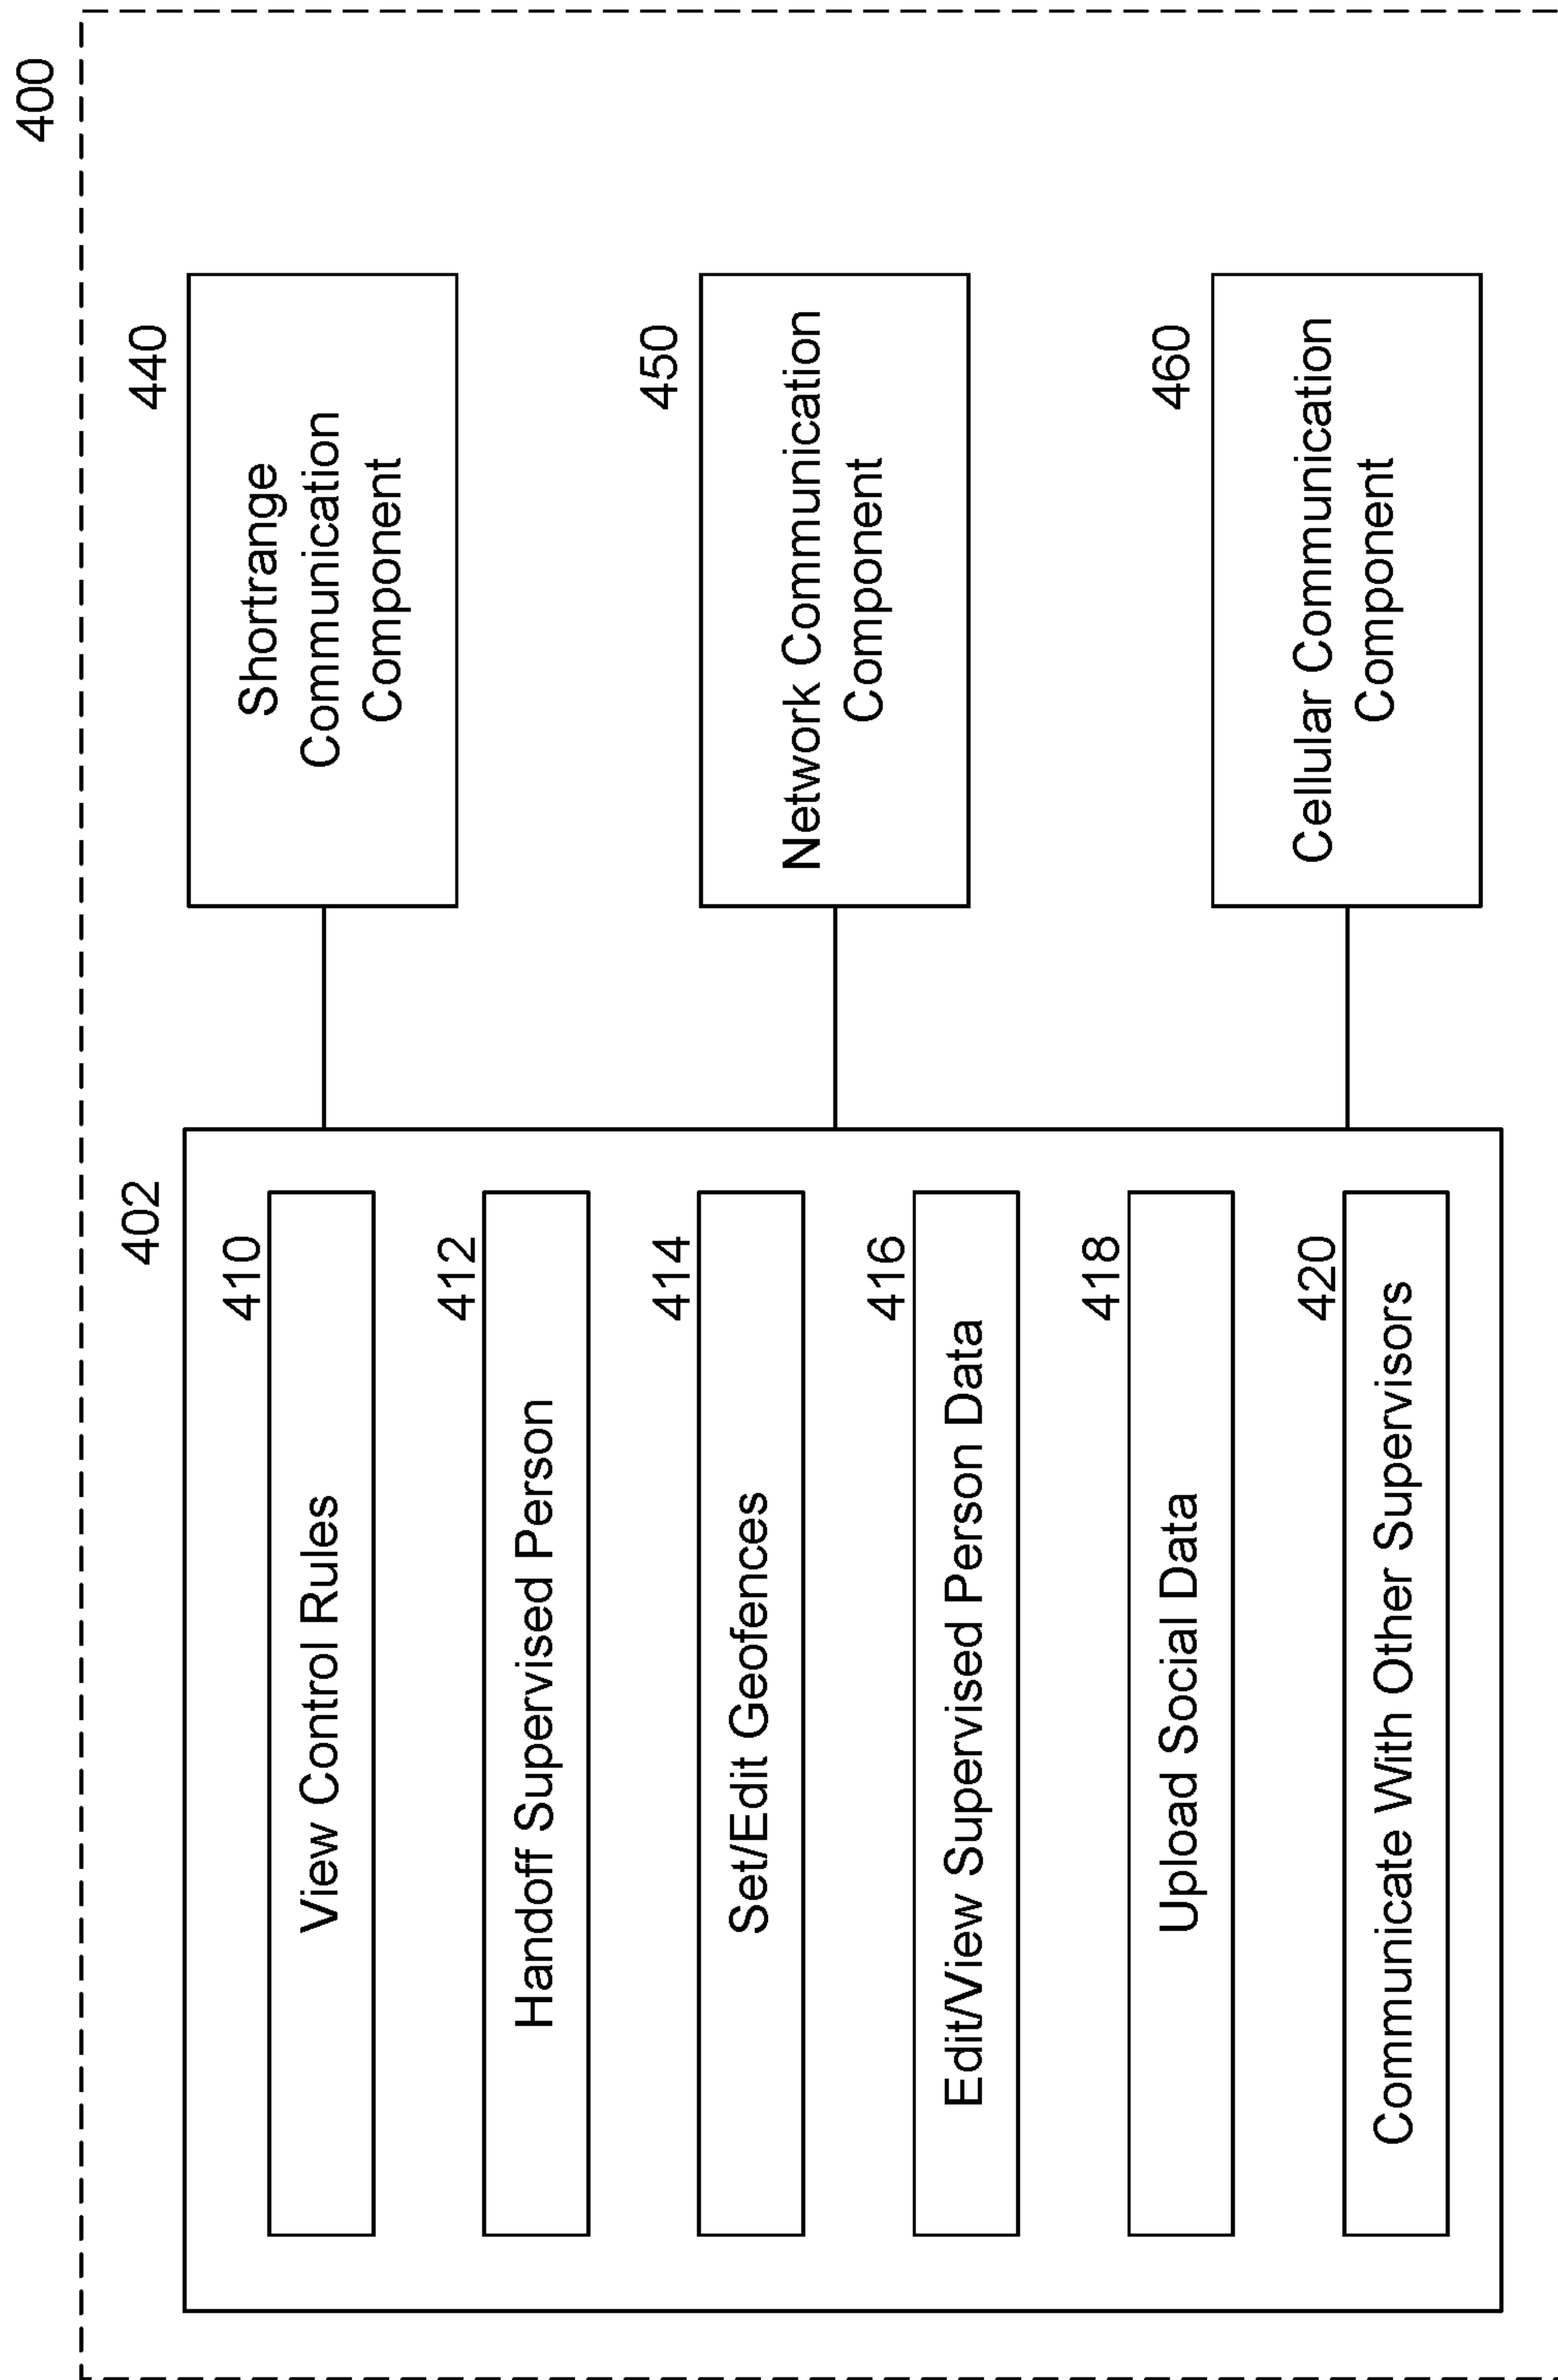 400
402
410
View Control Rules
412
Handoff Supervised Person
414
Set/Edit Geofences
416
Edit/View Supervised Person Data
418
Upload Social Data
420
Communicate With Other Supervisors
440
Shortrange
Communication
Component
450
Network Communication
Component
460
Cellular Communication
Component